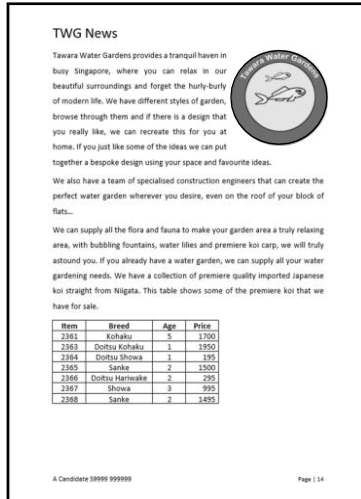 TWG News
Tawara Water Gardens provides a tranquil haven in
busy Singapore, where you can relax in our
beautiful surroundings and forget the hurly-burly
of modern life. We have different styles of garden,
browse through them and if there is a design that
you really like, we can recreate this for you at
home. If you just like some of the ideas we can put
together a bespoke design using your space and favourite ideas.
Tawara Water Gardens
We also have a team of specialised construction engineers that can create the
perfect water garden wherever you desire, even on the roof of your block of
flats...
We can supply all the flora and fauna to make your garden area a truly relaxing
area, with bubbling fountains, water lilies and premiere koi carp, we will truly
astound you. If you already have a water garden, we can supply all your water
gardening needs. We have a collection of premiere quality imported Japanese
koi straight from Niigata. This table shows some of the premiere koi that we
have for sale.
Item Breed Age Price
2361 Kohaku 5 1700
2363 Doitsu Kohaku 1 1950
2364 Doitsu Showa 1 195
2365 Sanke 2 1500
2366 Doitsu Hariwake 2 295
2367 Showa 3 995
2368 Sanke 2 1495
A Candidate S9999 999999 Page | 14